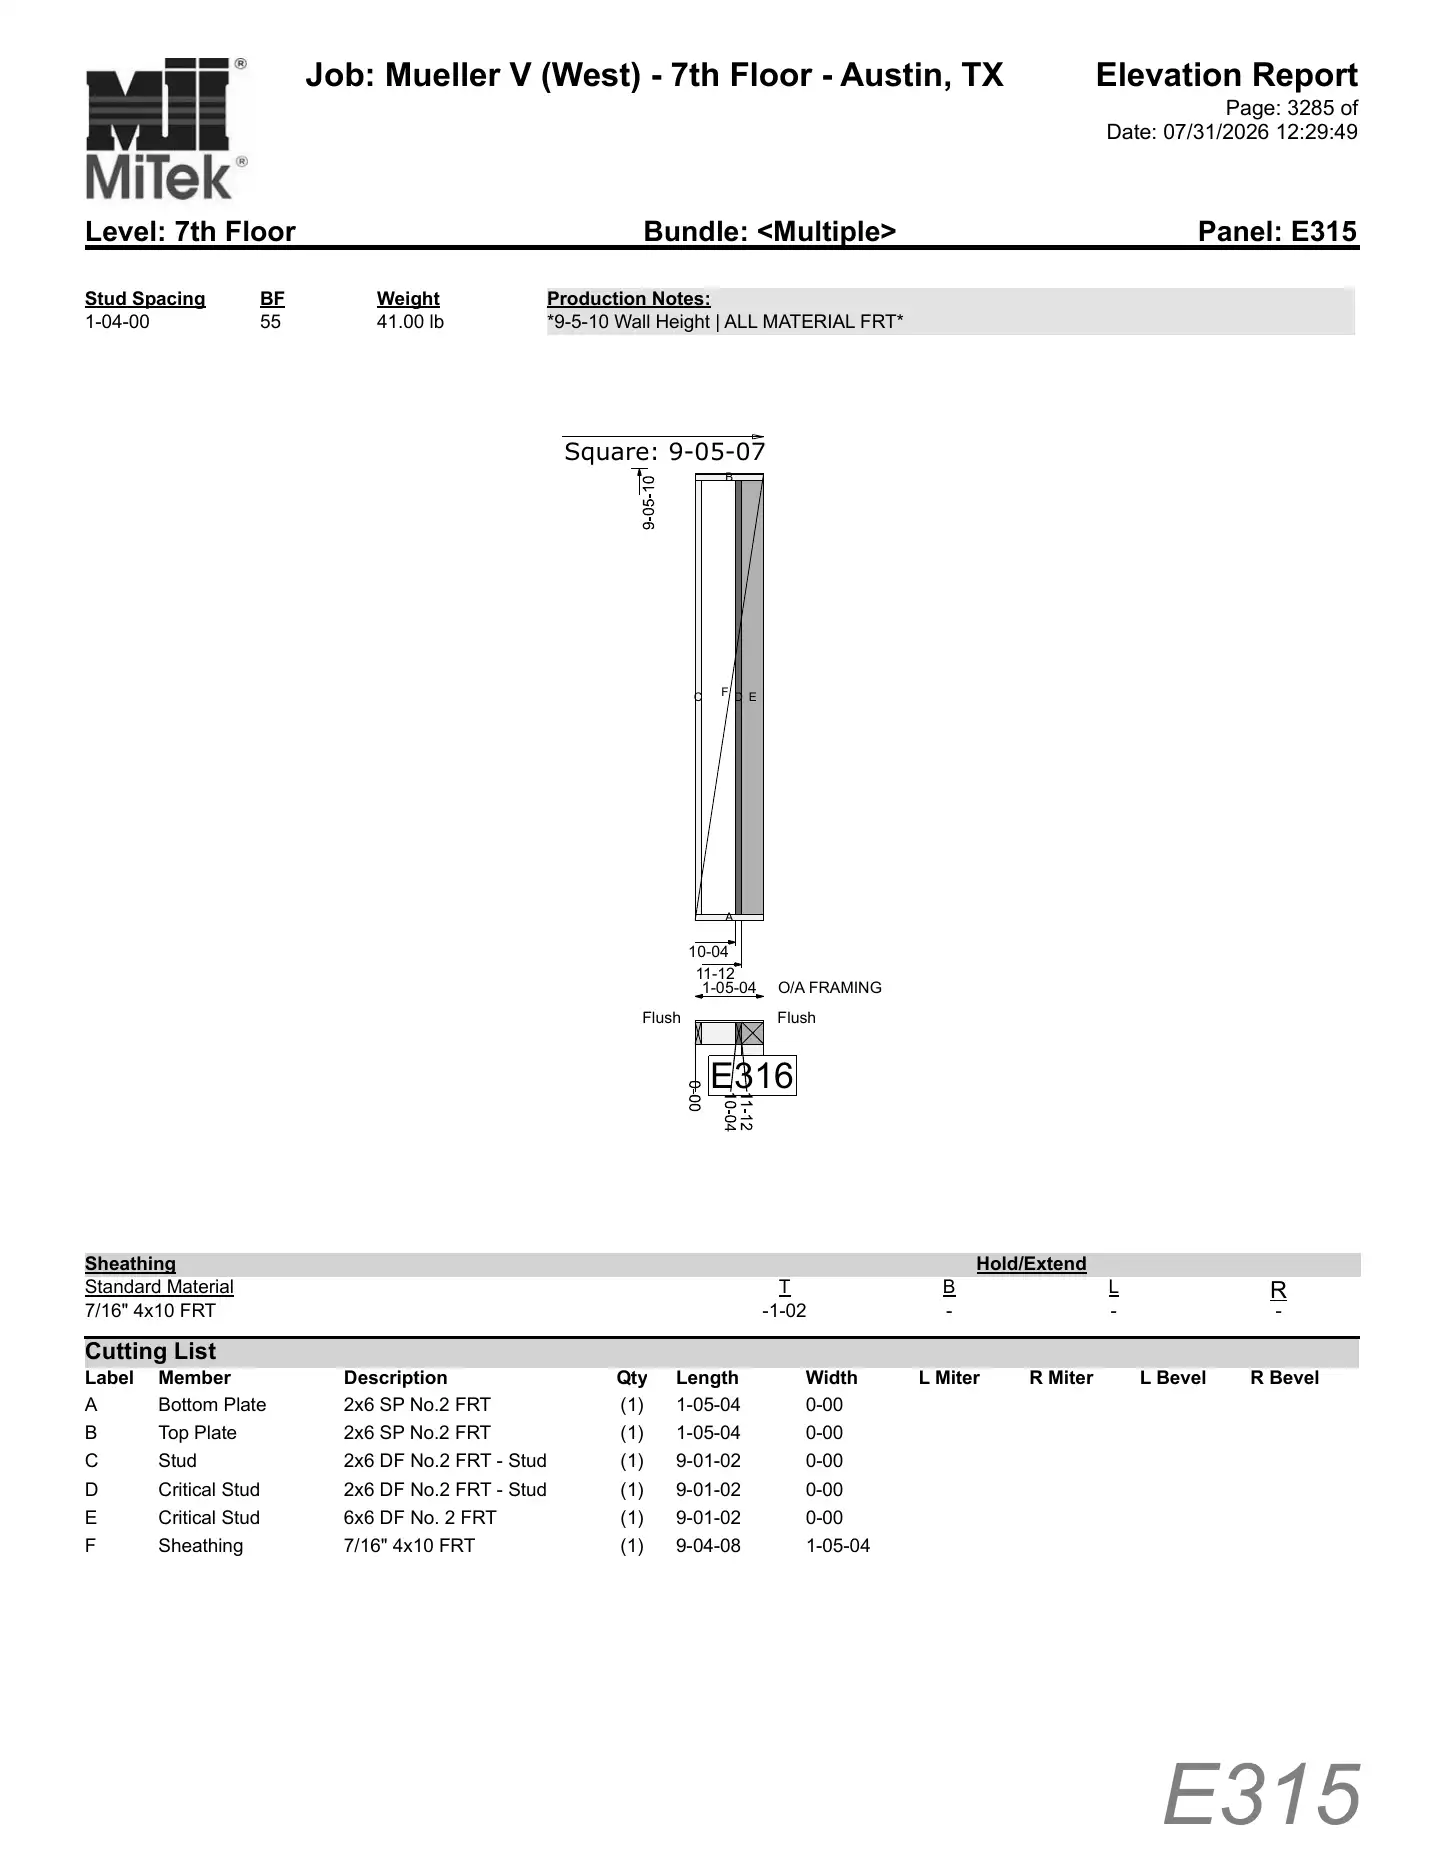 Job: Mueller V (West) - 7th Floor - Austin, TX
Elevation Report
Page: 3285 of
Date: 07/31/2026 12:29:49
MiTek®
Level: 7th Floor Bundle: <Multiple> Panel: E315
Stud Spacing BF Weight Production Notes:
1-04-00 55 41.00 lb *9-5-10 Wall Height | ALL MATERIAL FRT*
Square: 9-05-07
9-05-10
B
C F D E
A
10-04
11-12
1-05-04 O/A FRAMING
Flush Flush
E316
0-00
10-04
11-12
Sheathing Hold/Extend
Standard Material T B L R
7/16" 4x10 FRT -1-02 - - -
Cutting List
Label Member Description Qty Length Width L Miter R Miter L Bevel R Bevel
A Bottom Plate 2x6 SP No.2 FRT (1) 1-05-04 0-00
B Top Plate 2x6 SP No.2 FRT (1) 1-05-04 0-00
C Stud 2x6 DF No.2 FRT - Stud (1) 9-01-02 0-00
D Critical Stud 2x6 DF No.2 FRT - Stud (1) 9-01-02 0-00
E Critical Stud 6x6 DF No. 2 FRT (1) 9-01-02 0-00
F Sheathing 7/16" 4x10 FRT (1) 9-04-08 1-05-04
E315